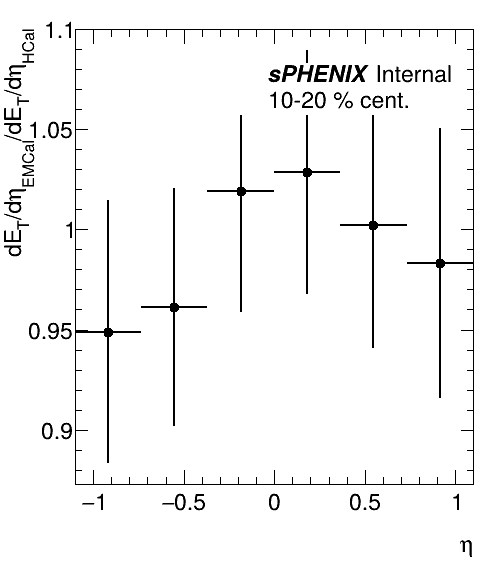 dE_T/dη_EMCal/dE_T/dη_HCal
1.1
1.05
1
0.95
0.9
sPHENIX Internal
10-20 % cent.
−1 −0.5 0 0.5 1
η